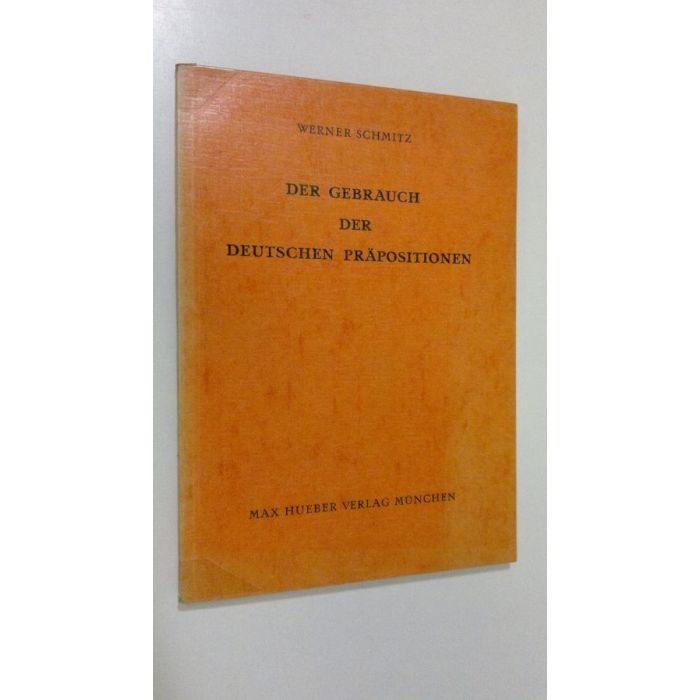 WERNER SCHMITZ
DER GEBRAUCH
DER
DEUTSCHEN PRÄPOSITIONEN
MAX HUEBER VERLAG MÜNCHEN